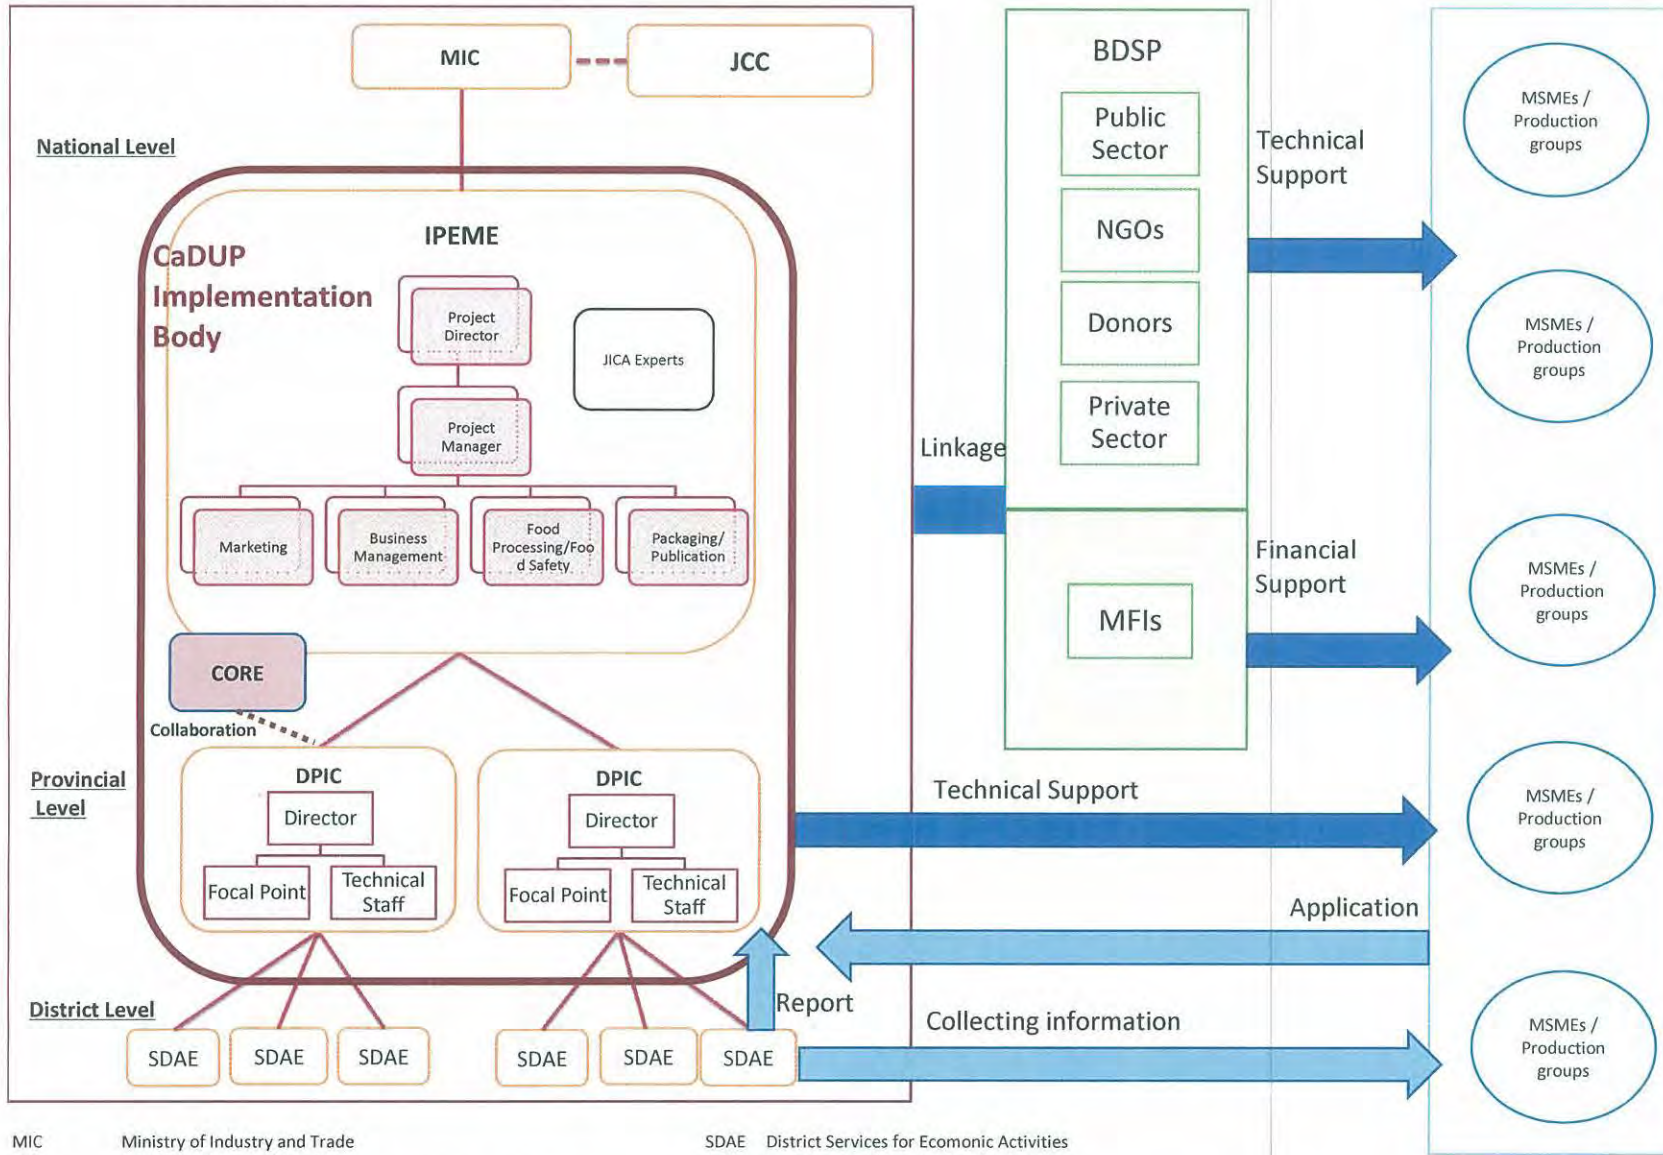 MIC
JCC
National Level
CaDUP
Implementation
Body
IPEME
Project
Director
JICA Experts
Project
Manager
Marketing
Business
Management
Food
Processing/Foo
d Safety
Packaging/
Publication
CORE
Collaboration
Provincial
Level
DPIC
Director
Focal Point
Technical
Staff
DPIC
Director
Focal Point
Technical
Staff
District Level
SDAE
SDAE
SDAE
SDAE
SDAE
SDAE
Report
Linkage
BDSP
Public
Sector
NGOs
Donors
Private
Sector
MFIs
Technical
Support
Financial
Support
Technical Support
Application
Collecting information
MSMEs /
Production
groups
MSMEs /
Production
groups
MSMEs /
Production
groups
MSMEs /
Production
groups
MSMEs /
Production
groups
MIC Ministry of Industry and Trade
SDAE District Services for Ecomonic Activities